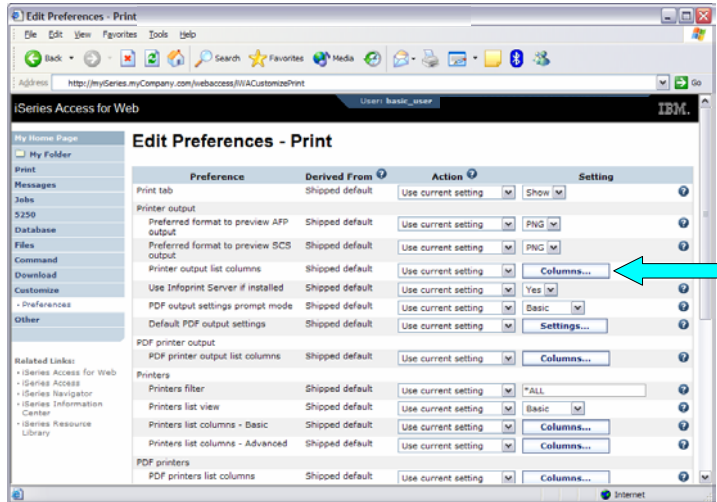 Edit Preferences - Print
File Edit View Favorites Tools Help
Back Search Favorites Media
Address http://myiSeries.myCompany.com/webaccess/iWACustomizePrint Go
iSeries Access for Web User: basic_user IBM.
My Home Page
My Folder
Print
Messages
Jobs
5250
Database
Files
Command
Download
Customize
• Preferences
Other
Related Links:
• iSeries Access for Web
• iSeries Access
• iSeries Navigator
• iSeries Information
Center
• iSeries Resource
Library
Edit Preferences - Print
Preference Derived From ? Action ? Setting
Print tab Shipped default Use current setting Show ?
Printer output
Preferred format to preview AFP
output Shipped default Use current setting PNG ?
Preferred format to preview SCS
output Shipped default Use current setting PNG ?
Printer output list columns Shipped default Use current setting Columns...
Use Infoprint Server if installed Shipped default Use current setting Yes ?
PDF output settings prompt mode Shipped default Use current setting Basic ?
Default PDF output settings Shipped default Use current setting Settings... ?
PDF printer output
PDF printer output list columns Shipped default Use current setting Columns... ?
Printers
Printers filter Shipped default Use current setting *ALL ?
Printers list view Shipped default Use current setting Basic ?
Printers list columns - Basic Shipped default Use current setting Columns... ?
Printers list columns - Advanced Shipped default Use current setting Columns... ?
PDF printers
PDF printers list columns Shipped default Use current setting Columns... ?
Internet